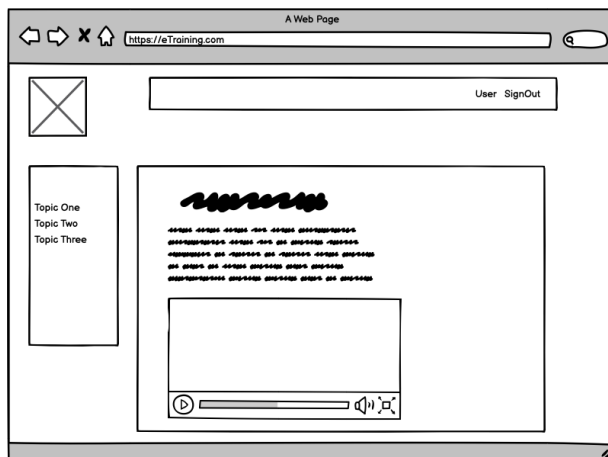 A Web Page
https://eTraining.com
User SignOut
Topic One
Topic Two
Topic Three